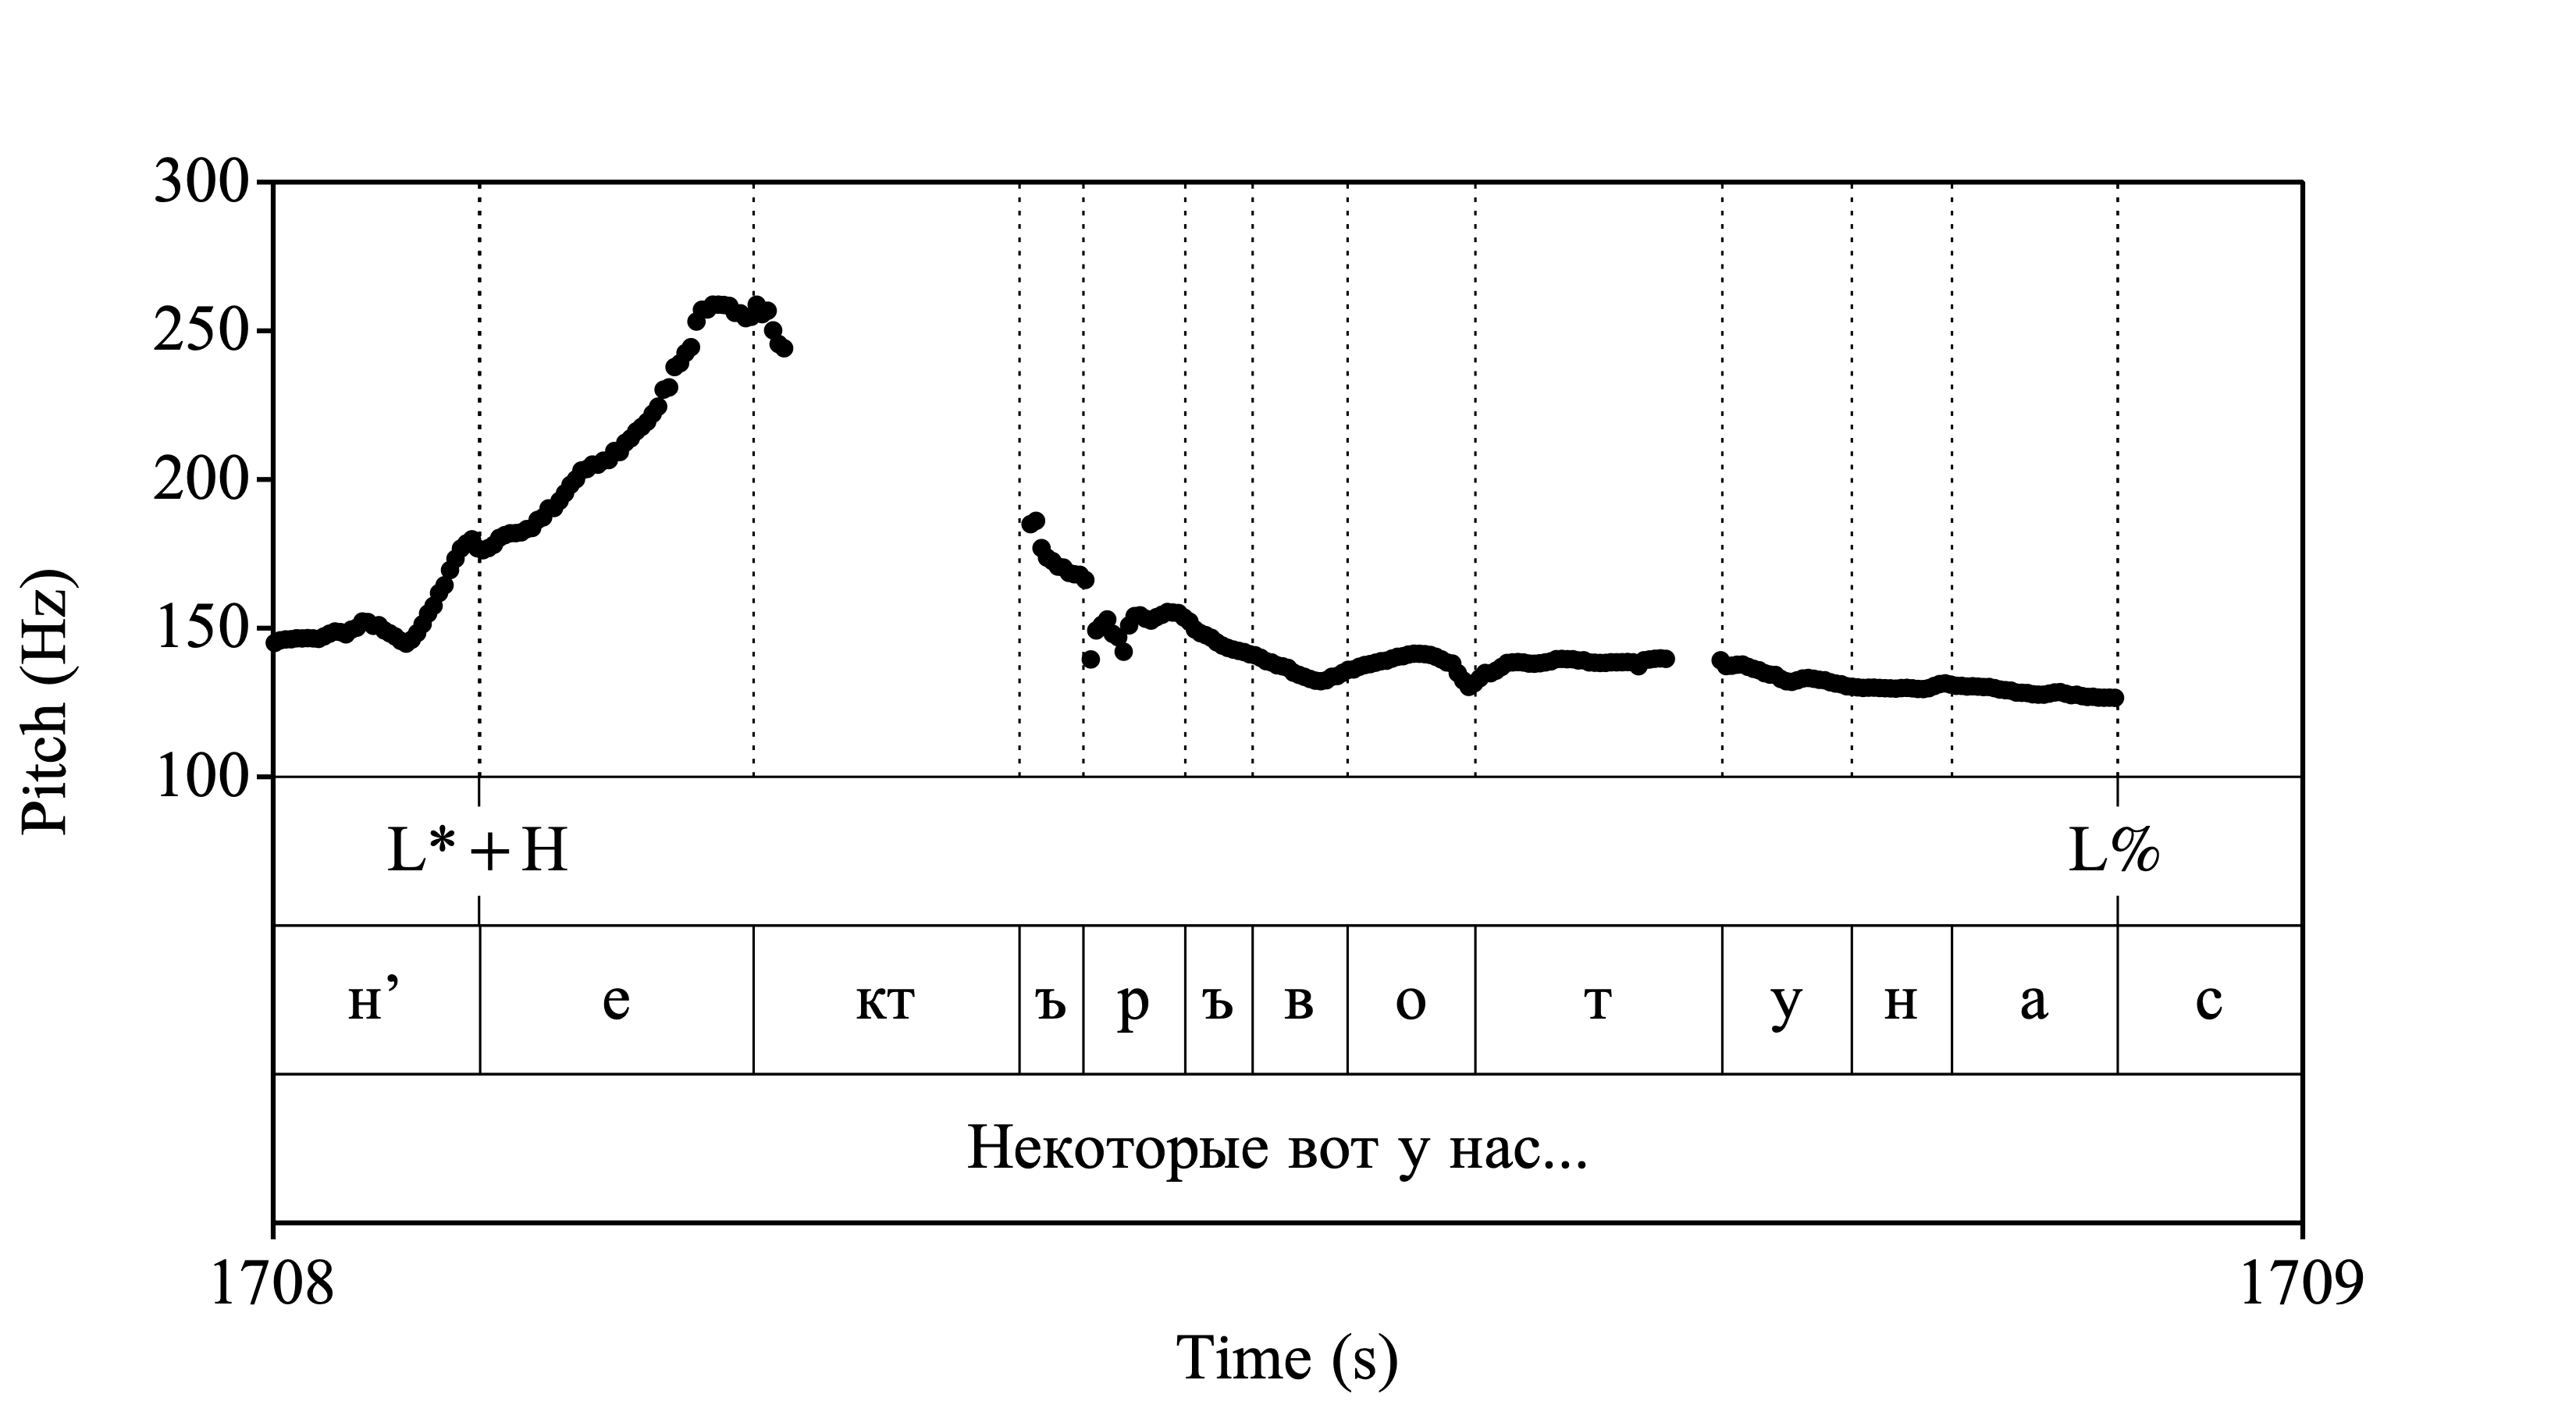 300
250
200
150
100
Pitch (Hz)
L*+H L%
н’ е кт ъ р ъ в о т у н а с
Некоторые вот у нас...
1708 1709
Time (s)